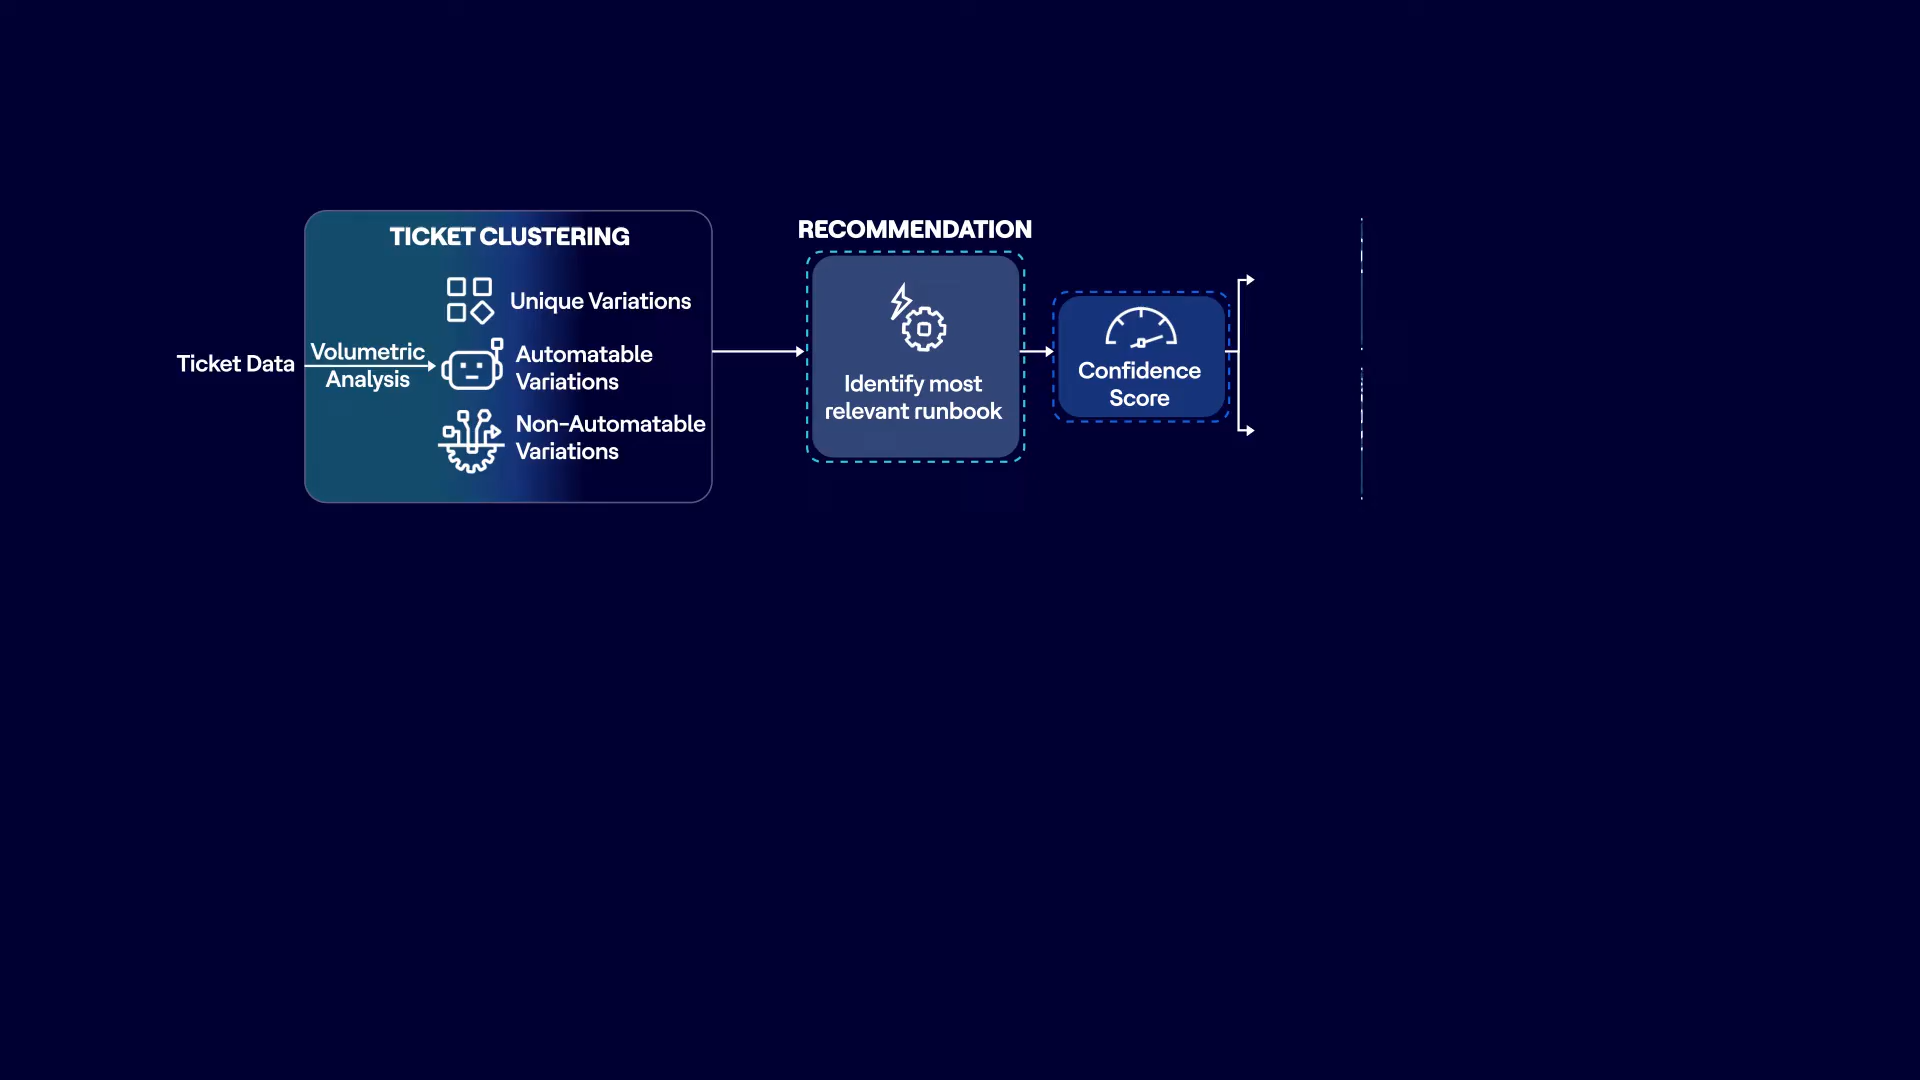 Ticket Data
TICKET CLUSTERING
Volumetric
Analysis
Unique Variations
Automatable
Variations
Non-Automatable
Variations
RECOMMENDATION
Identify most
relevant runbook
Confidence
Score